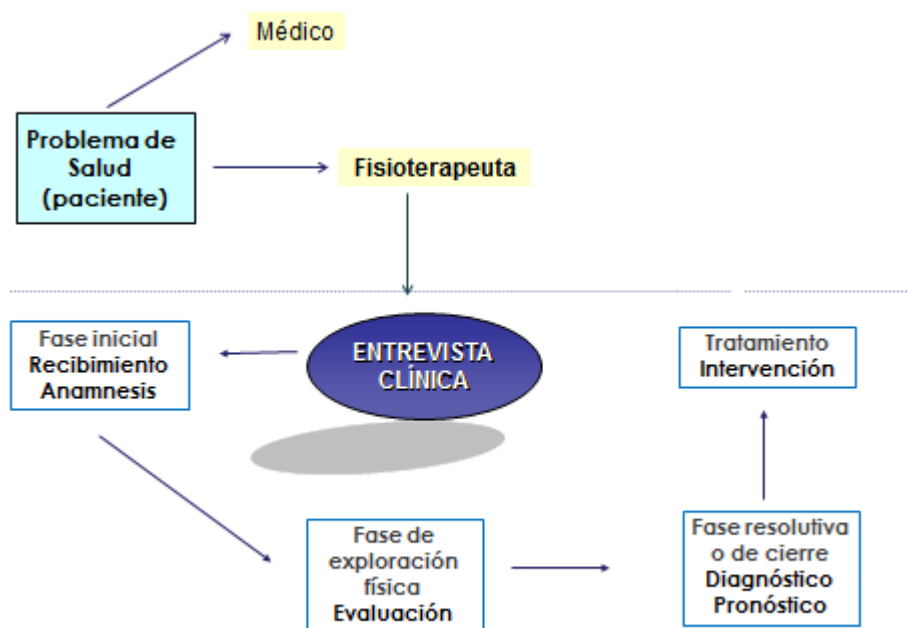 Médico
Problema de
Salud
(paciente)
Fisioterapeuta
ENTREVISTA
CLÍNICA
Fase inicial
Recibimiento
Anamnesis
Fase de
exploración
física
Evaluación
Fase resolutiva
o de cierre
Diagnóstico
Pronóstico
Tratamiento
Intervención